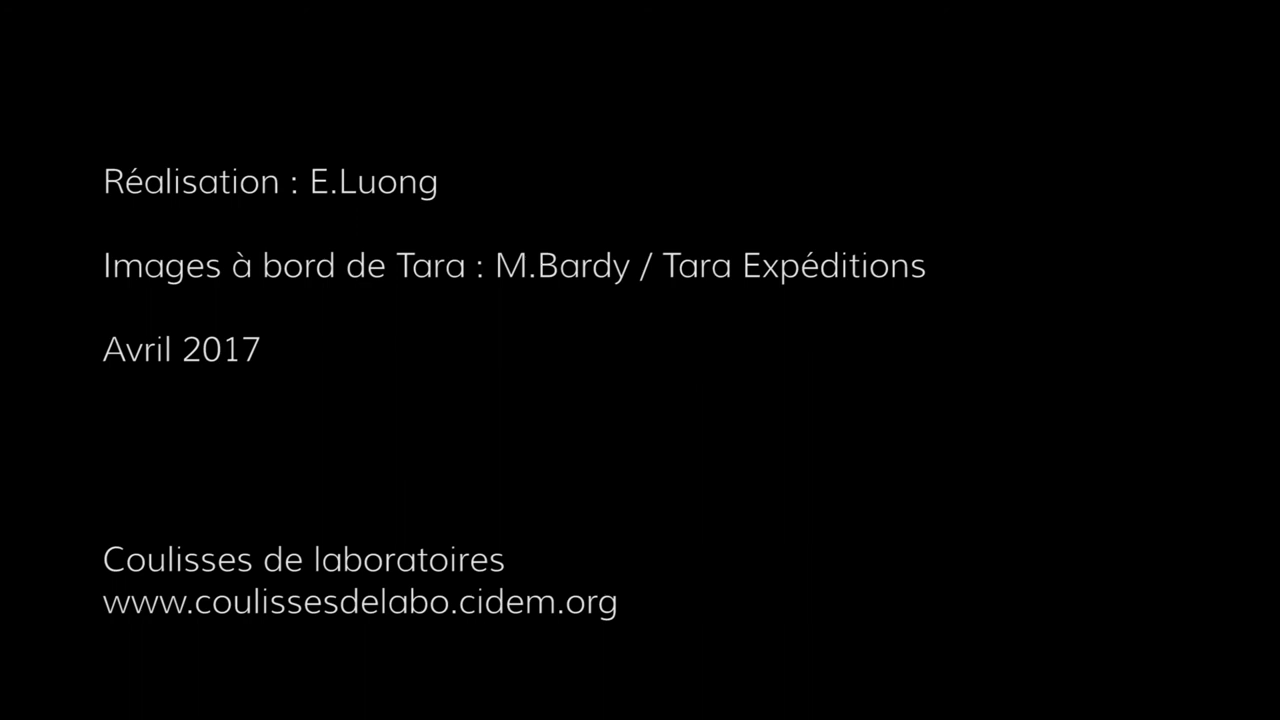 Réalisation : E.Luong
Images à bord de Tara : M.Bardy / Tara Expéditions
Avril 2017
Coulisses de laboratoires
www.coulissesdelabo.cidem.org